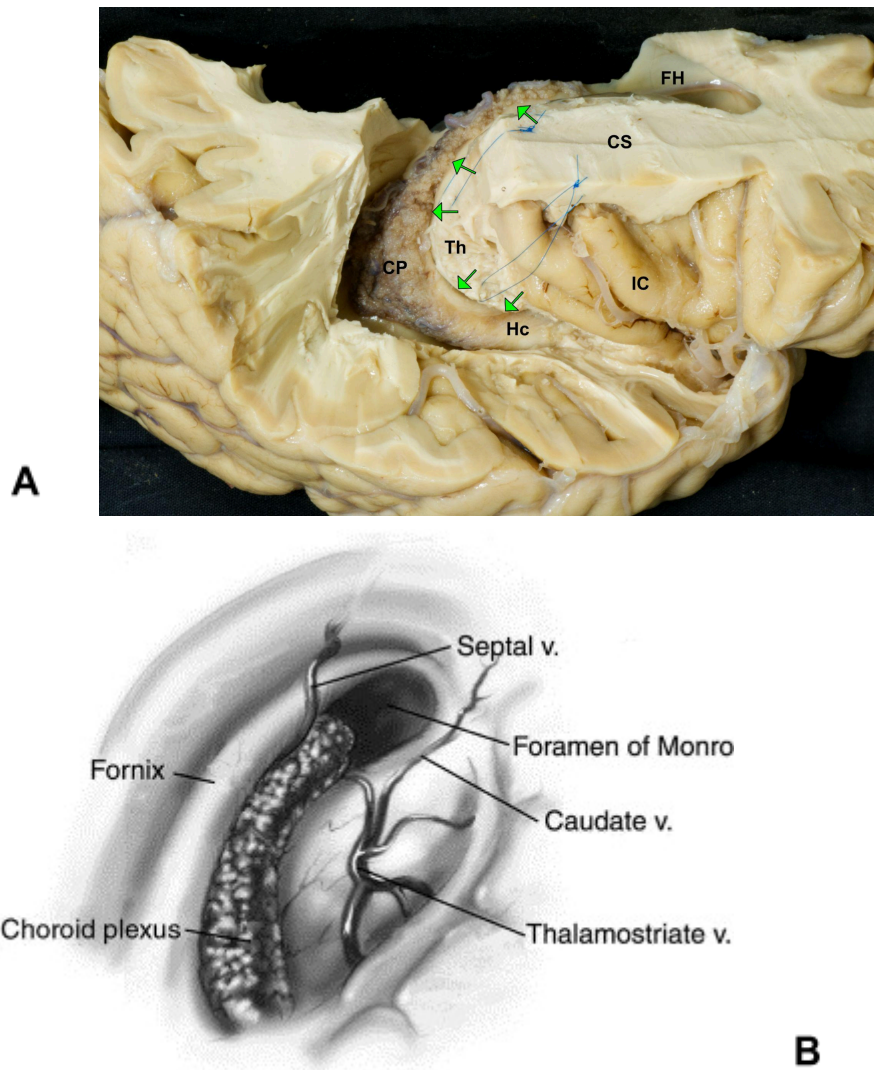 FH
CS
Th
CP
IC
Hc
A
Septal v.
Foramen of Monro
Fornix
Caudate v.
Choroid plexus
Thalamostriate v.
B